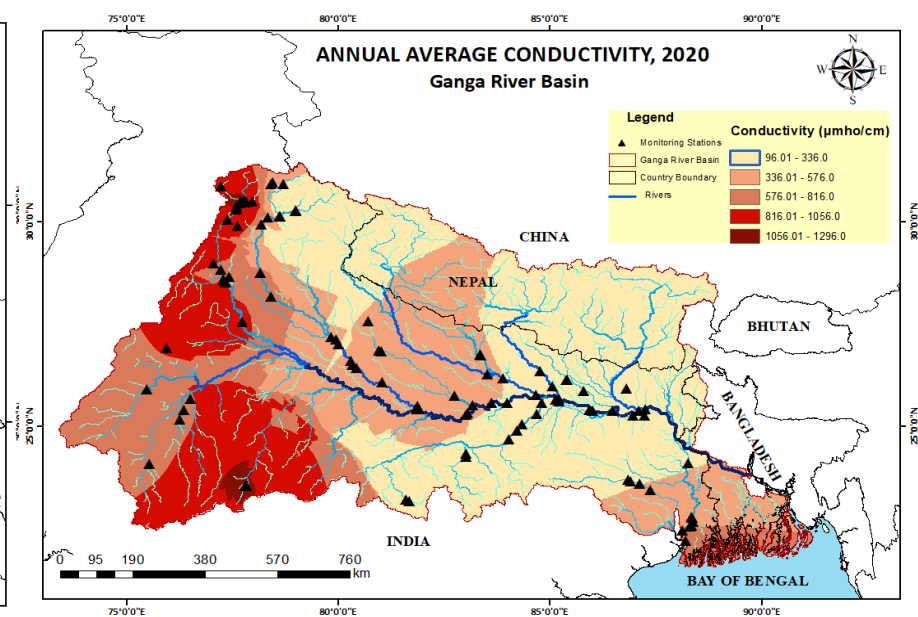 75°0'0"E 80°0'0"E 85°0'0"E 90°0'0"E
ANNUAL AVERAGE CONDUCTIVITY, 2020
Ganga River Basin
N
W E
S
Legend
Monitoring Stations
Ganga River Basin
Country Boundary
Rivers
Conductivity (µmho/cm)
96.01 - 336.0
336.01 - 576.0
576.01 - 816.0
816.01 - 1056.0
1056.01 - 1296.0
30°0'0"N 30°0'0"N
CHINA
NEPAL
BHUTAN
BANGLADESH
25°0'0"N 25°0'0"N
INDIA
0 95 190 380 570 760
km
BAY OF BENGAL
75°0'0"E 80°0'0"E 85°0'0"E 90°0'0"E